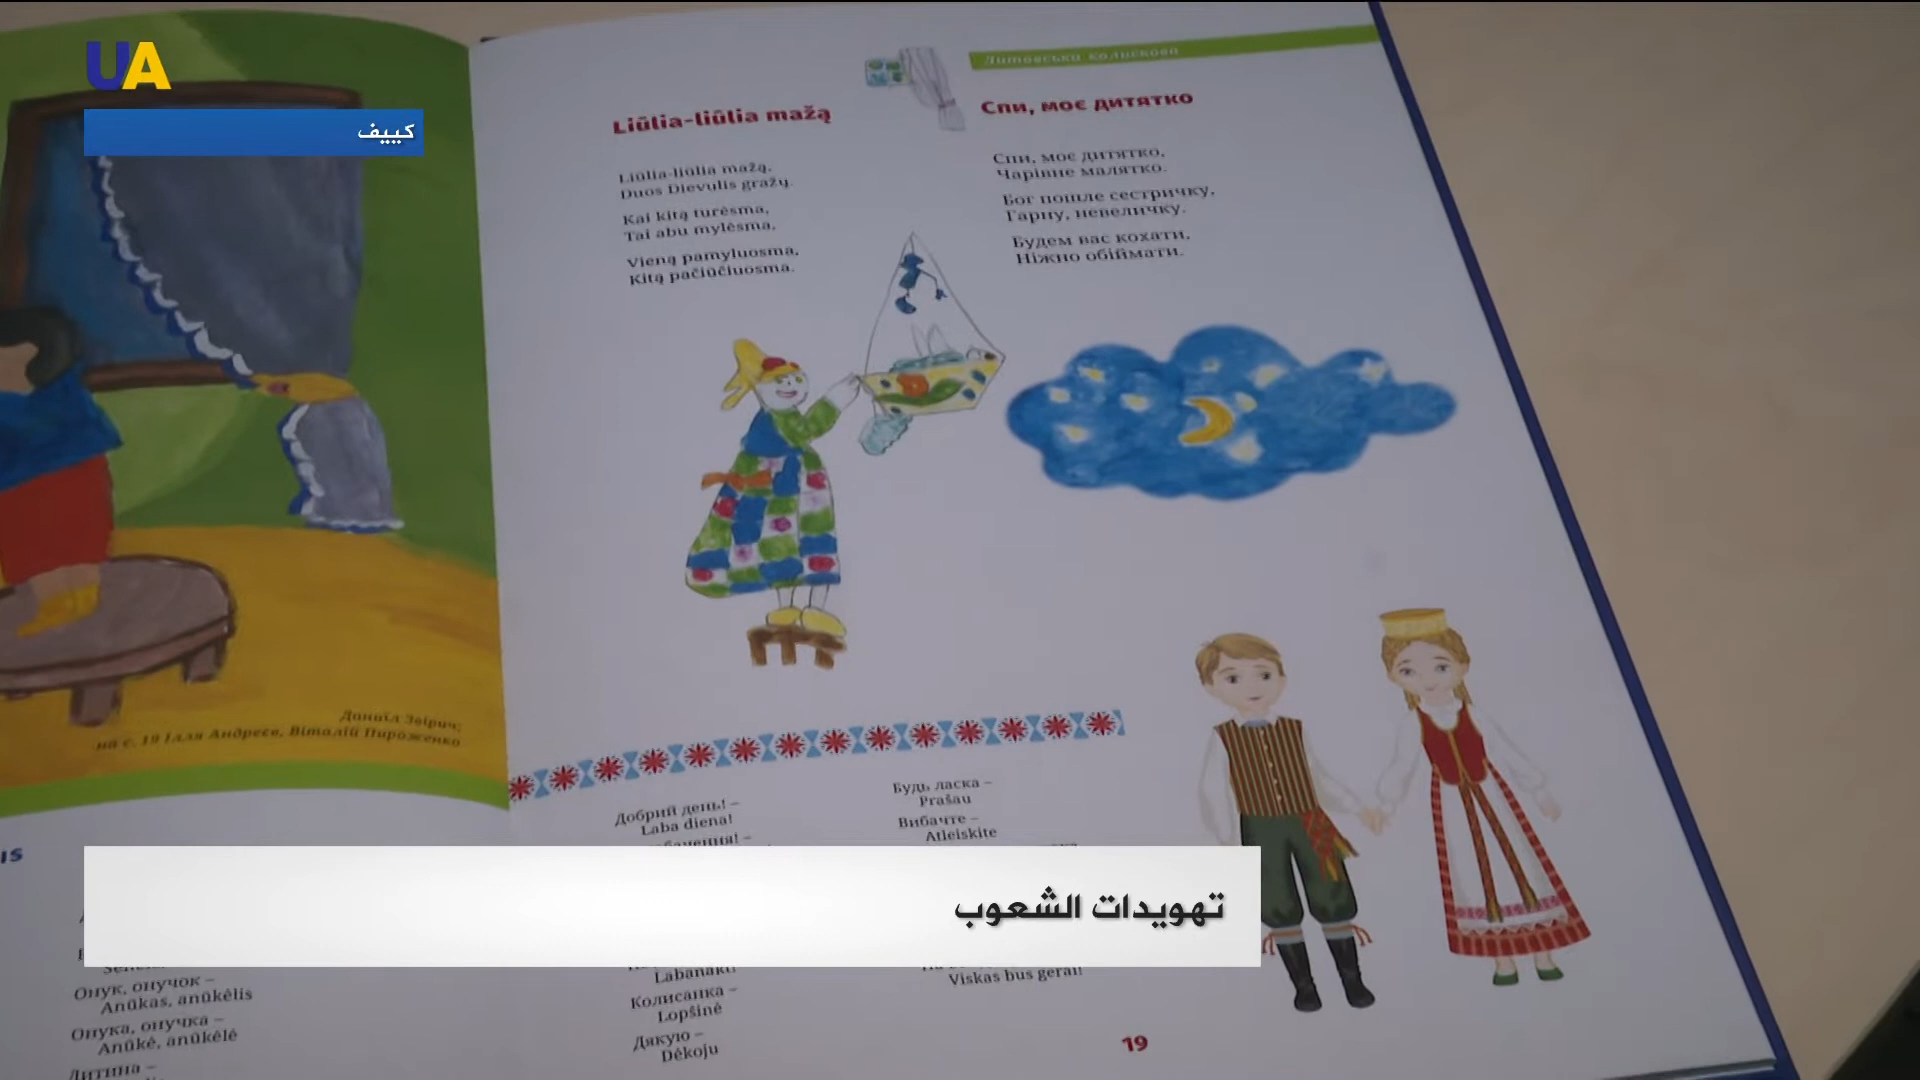 UA
كييف
Литовська колискова
Liūlia-liūlia mažą
Liūlia-liūlia mažą,
Duos Dievulis gražų.
Kai kitą turėsma,
Tai abu mylėsma,
Vieną pamyluosma,
Kitą pačiūčiuosma.
Спи, моє дитятко
Спи, моє дитятко,
Чарівне малятко.
Бог пошле сестричку,
Гарну, невеличку.
Будем вас кохати,
Ніжно обіймати.
Данаїл Звірич;
на с. 19 Ілля Андреєв, Віталій Пироженко
Добрий день! –
Laba diena!
Будь ласка –
Prašau
Вибачте –
Atleiskite
تهويدات الشعوب
Онук, онучок –
Anūkas, anūkėlis
Онука, онучка –
Anūkė, anūkėlė
Дитина –
Labanakt!
Колисанка –
Lopšinė
Дякую –
Dėkoju
Viskas bus gerai!
19